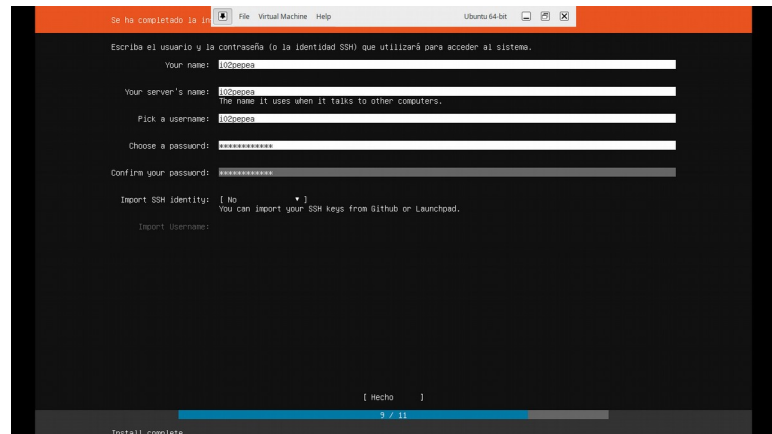 Se ha completado la in
File Virtual Machine Help Ubuntu 64-bit
Escriba el usuario y la contraseña (o la identidad SSH) que utilizará para acceder al sistema.
Your name: i02pepea
Your server's name: i02pepea
The name it uses when it talks to other computers.
Pick a username: i02pepea
Choose a password: ************
Confirm your password: ************
Import SSH identity: [ No ▾ ]
You can import your SSH keys from Github or Launchpad.
Import Username:
[ Hecho ]
9 / 11
Install complete